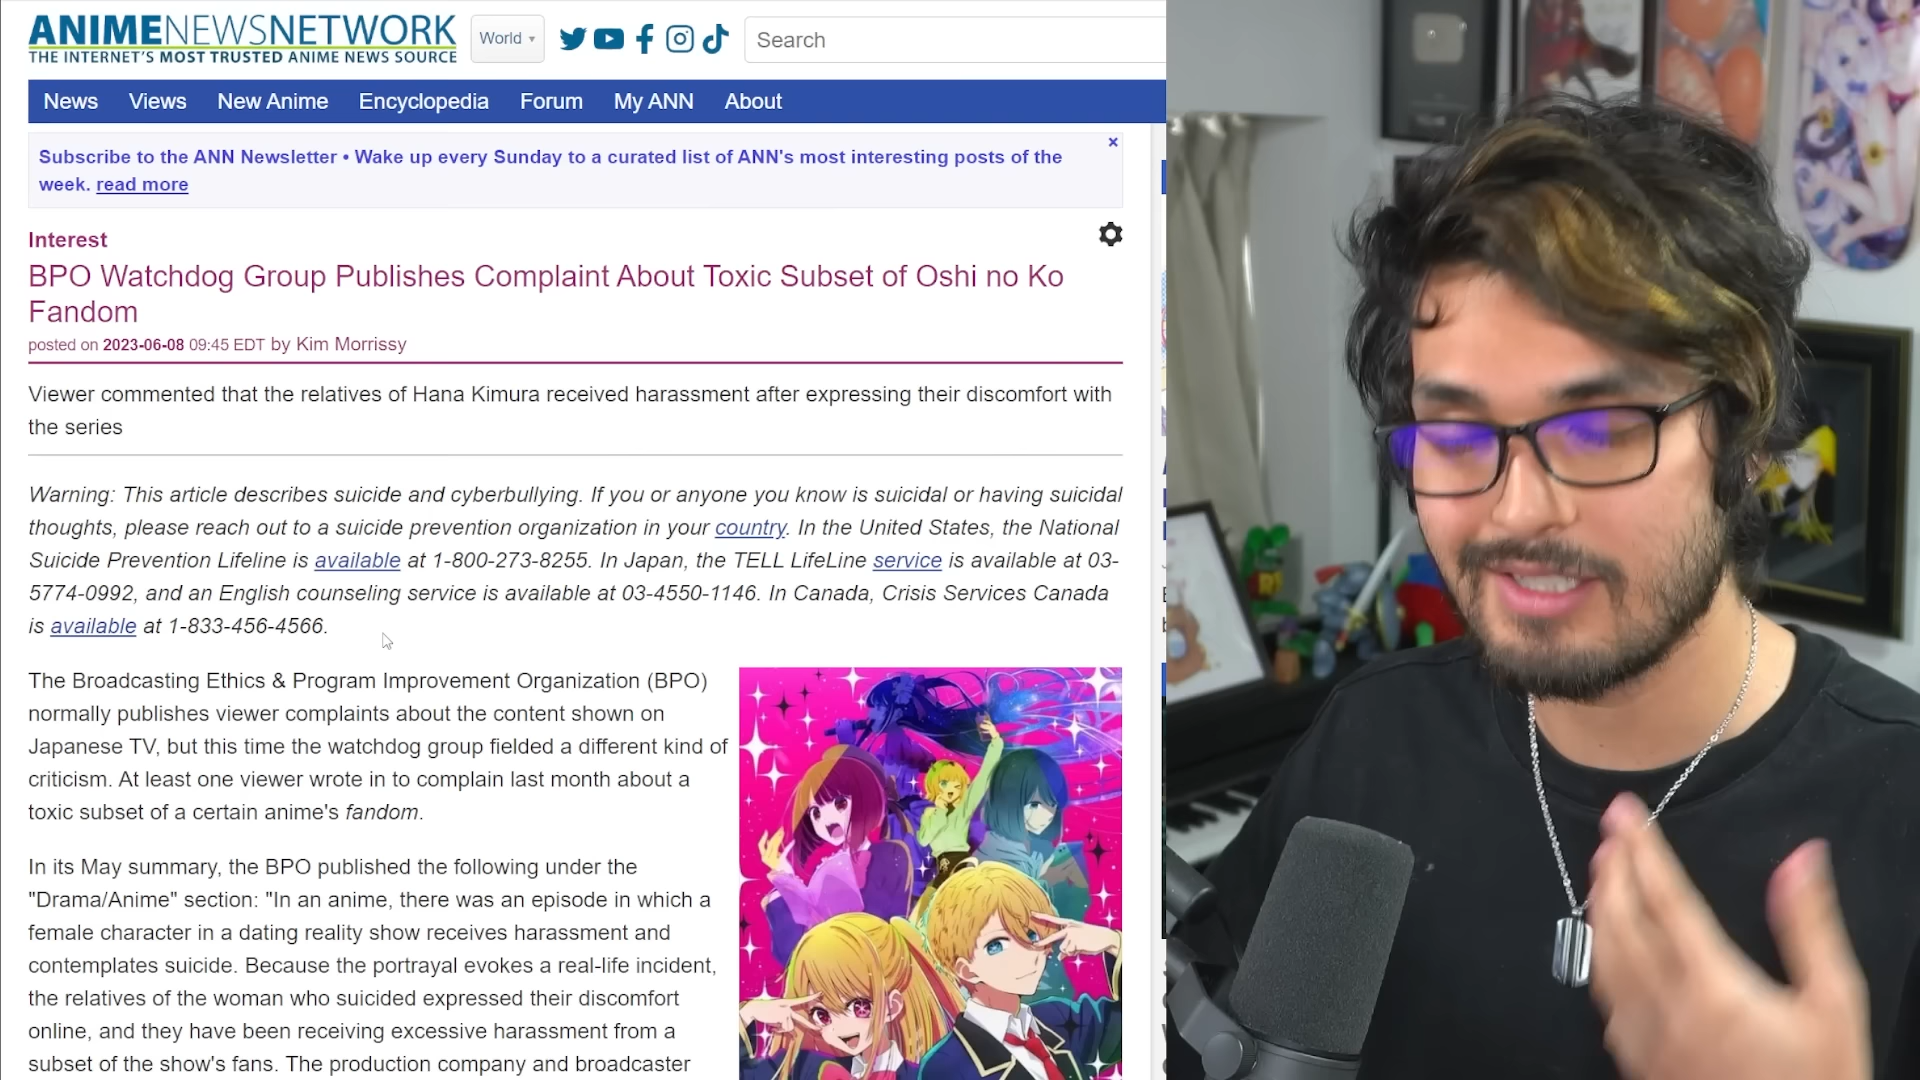 ANIMENEWSNETWORK
THE INTERNET'S MOST TRUSTED ANIME NEWS SOURCE
World
Search
News Views New Anime Encyclopedia Forum My ANN About
Subscribe to the ANN Newsletter • Wake up every Sunday to a curated list of ANN's most interesting posts of the
week. read more
Interest
BPO Watchdog Group Publishes Complaint About Toxic Subset of Oshi no Ko
Fandom
posted on 2023-06-08 09:45 EDT by Kim Morrissy
Viewer commented that the relatives of Hana Kimura received harassment after expressing their discomfort with
the series
Warning: This article describes suicide and cyberbullying. If you or anyone you know is suicidal or having suicidal
thoughts, please reach out to a suicide prevention organization in your country. In the United States, the National
Suicide Prevention Lifeline is available at 1-800-273-8255. In Japan, the TELL LifeLine service is available at 03-
5774-0992, and an English counseling service is available at 03-4550-1146. In Canada, Crisis Services Canada
is available at 1-833-456-4566.
The Broadcasting Ethics & Program Improvement Organization (BPO)
normally publishes viewer complaints about the content shown on
Japanese TV, but this time the watchdog group fielded a different kind of
criticism. At least one viewer wrote in to complain last month about a
toxic subset of a certain anime's fandom.
In its May summary, the BPO published the following under the
"Drama/Anime" section: "In an anime, there was an episode in which a
female character in a dating reality show receives harassment and
contemplates suicide. Because the portrayal evokes a real-life incident,
the relatives of the woman who suicided expressed their discomfort
online, and they have been receiving excessive harassment from a
subset of the show's fans. The production company and broadcaster